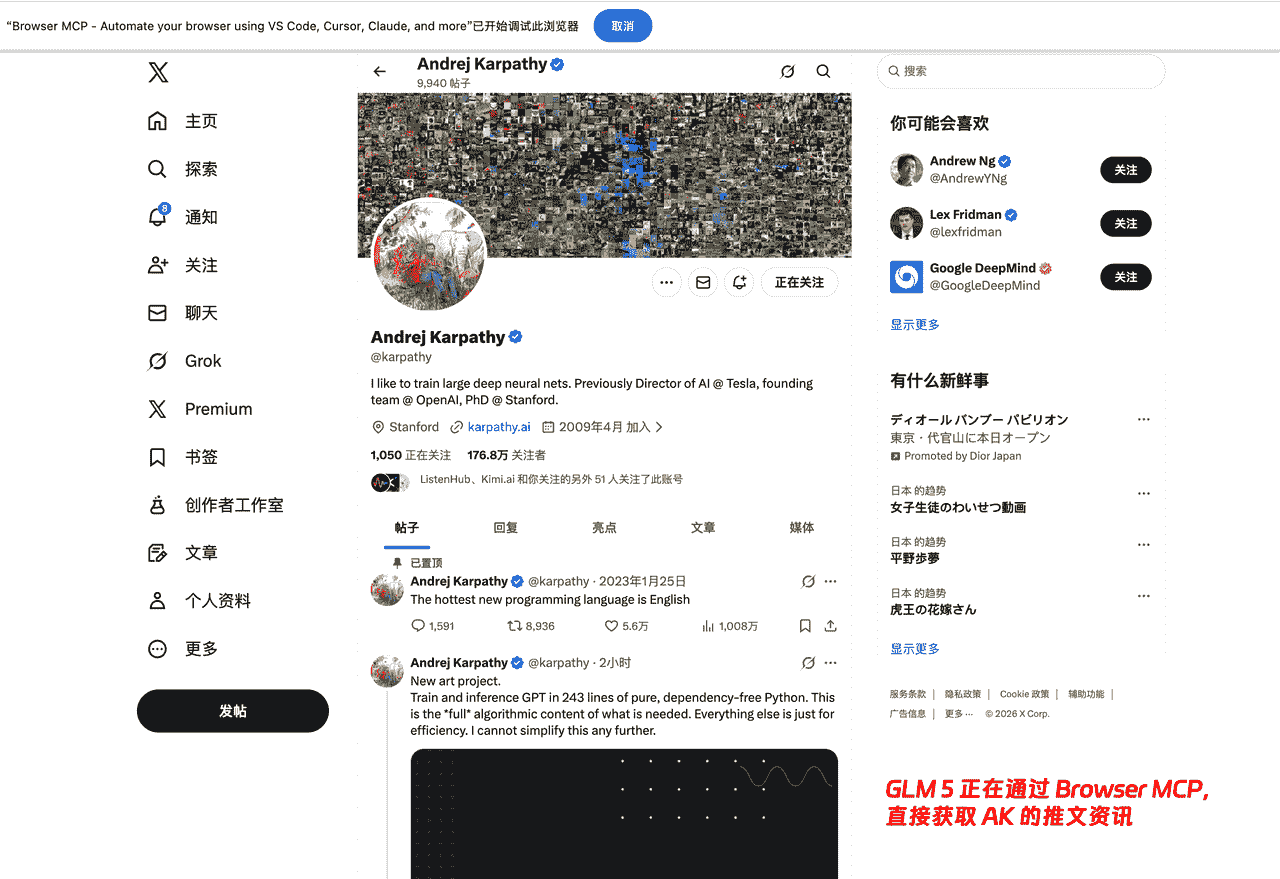 “Browser MCP - Automate your browser using VS Code, Cursor, Claude, and more”已开始调试此浏览器
取消
主页
探索
8
通知
关注
聊天
Grok
Premium
书签
创作者工作室
文章
个人资料
更多
发帖
Andrej Karpathy
9,940 帖子
正在关注
Andrej Karpathy
@karpathy
I like to train large deep neural nets. Previously Director of AI @ Tesla, founding
team @ OpenAI, PhD @ Stanford.
Stanford karpathy.ai 2009年4月 加入
1,050 正在关注 176.8万 关注者
ListenHub、Kimi.ai 和你关注的另外 51 人关注了此账号
帖子 回复 亮点 文章 媒体
已置顶
Andrej Karpathy @karpathy · 2023年1月25日
The hottest new programming language is English
1,591 8,936 5.6万 1,008万
Andrej Karpathy @karpathy · 2小时
New art project.
Train and inference GPT in 243 lines of pure, dependency-free Python. This
is the *full* algorithmic content of what is needed. Everything else is just for
efficiency. I cannot simplify this any further.
搜索
你可能会喜欢
Andrew Ng
@AndrewYNg
关注
Lex Fridman
@lexfridman
关注
Google DeepMind
@GoogleDeepMind
关注
显示更多
有什么新鲜事
ディオール バンブー パビリオン
東京・代官山に本日オープン
Promoted by Dior Japan
日本 的趋势
女子生徒のわいせつ動画
日本 的趋势
平野歩夢
日本 的趋势
虎王の花嫁さん
显示更多
服务条款 | 隐私政策 | Cookie 政策 | 辅助功能 |
广告信息 | 更多 ··· © 2026 X Corp.
GLM 5 正在通过 Browser MCP,
直接获取 AK 的推文资讯